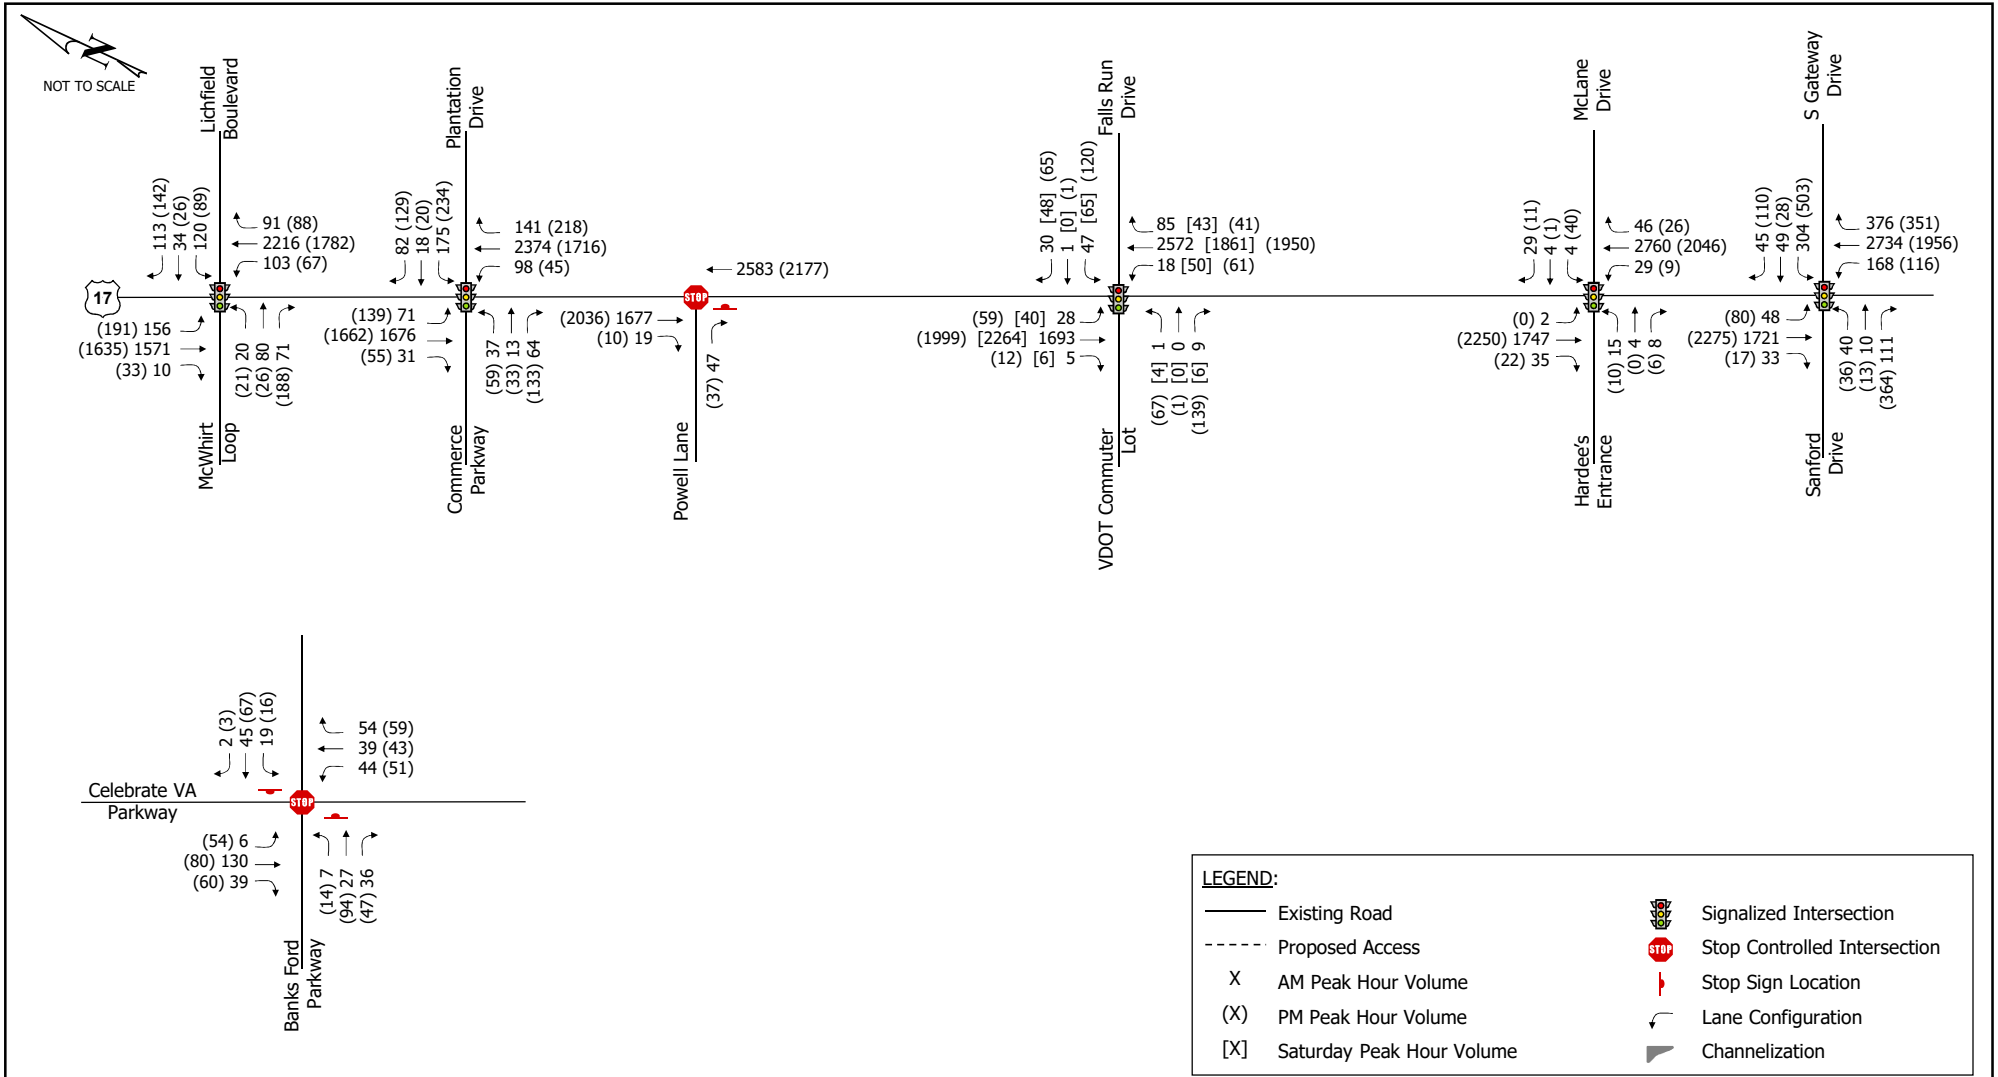 N
NOT TO SCALE
Lichfield
Boulevard
113 (142)
34 (26)
120 (89)
91 (88)
2216 (1782)
103 (67)
17
(191) 156
(1635) 1571
(33) 10
(21) 20
(26) 80
(188) 71
McWhirt
Loop
Plantation
Drive
82 (129)
18 (20)
175 (234)
141 (218)
2374 (1716)
98 (45)
(139) 71
(1662) 1676
(55) 31
(59) 37
(33) 13
(133) 64
Commerce
Parkway
2583 (2177)
STOP
(2036) 1677
(10) 19
(37) 47
Powell Lane
Falls Run
Drive
30 [48] (65)
1 [0] (1)
47 [65] (120)
85 [43] (41)
2572 [1861] (1950)
18 [50] (61)
(59) [40] 28
(1999) [2264] 1693
(12) [6] 5
(67) [4] 1
(1) [0] 0
(139) [6] 9
VDOT Commuter
Lot
McLane
Drive
29 (11)
4 (1)
4 (40)
46 (26)
2760 (2046)
29 (9)
(0) 2
(2250) 1747
(22) 35
(10) 15
(0) 4
(6) 8
Hardee's
Entrance
S Gateway
Drive
45 (110)
49 (28)
304 (503)
376 (351)
2734 (1956)
168 (116)
(80) 48
(2275) 1721
(17) 33
(36) 40
(13) 10
(364) 111
Sanford
Drive
2 (3)
45 (67)
19 (16)
54 (59)
39 (43)
44 (51)
Celebrate VA
Parkway
STOP
(54) 6
(80) 130
(60) 39
(14) 7
(94) 27
(47) 36
Banks Ford
Parkway
LEGEND:
Existing Road
Proposed Access
X AM Peak Hour Volume
(X) PM Peak Hour Volume
[X] Saturday Peak Hour Volume
Signalized Intersection
STOP Stop Controlled Intersection
Stop Sign Location
Lane Configuration
Channelization